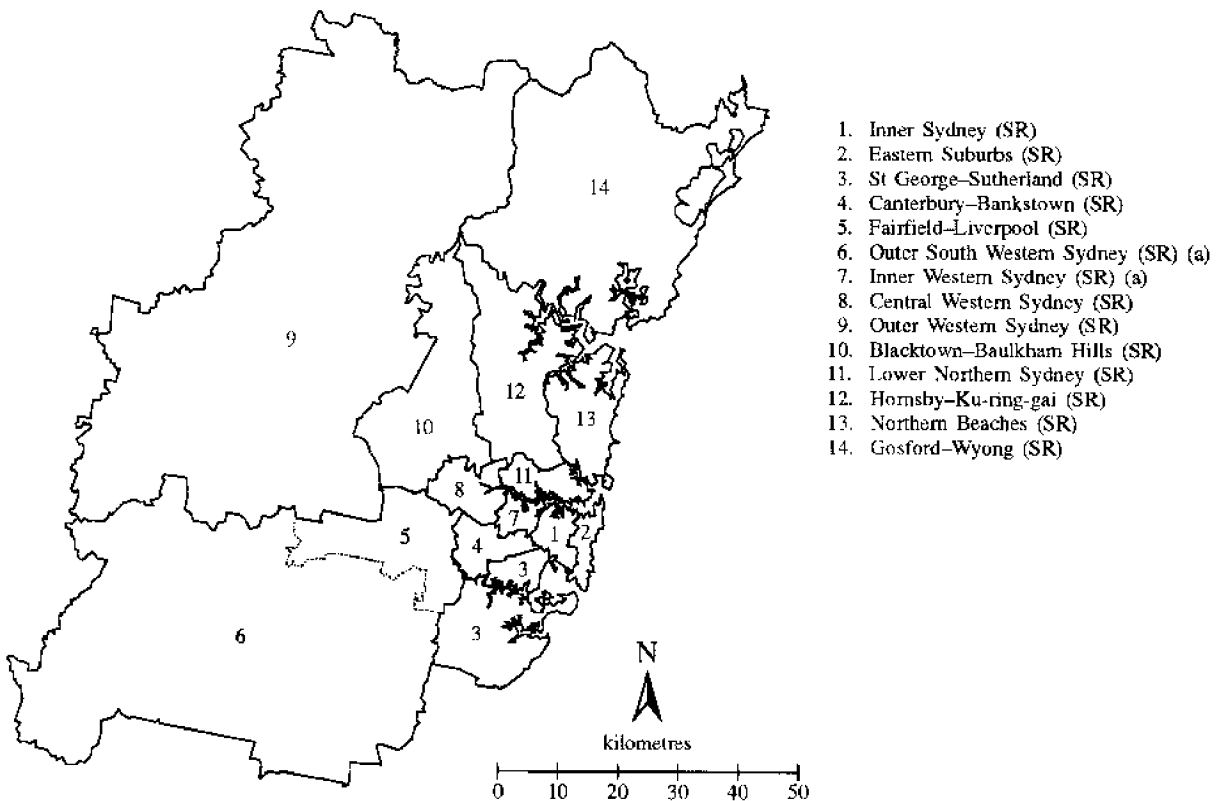 14
9
12
13
10
11
8
7
1
2
5
4
3
6
3
1. Inner Sydney (SR)
2. Eastern Suburbs (SR)
3. St George–Sutherland (SR)
4. Canterbury–Bankstown (SR)
5. Fairfield–Liverpool (SR)
6. Outer South Western Sydney (SR) (a)
7. Inner Western Sydney (SR) (a)
8. Central Western Sydney (SR)
9. Outer Western Sydney (SR)
10. Blacktown–Baulkham Hills (SR)
11. Lower Northern Sydney (SR)
12. Hornsby–Ku-ring-gai (SR)
13. Northern Beaches (SR)
14. Gosford–Wyong (SR)
N
kilometres
0 10 20 30 40 50